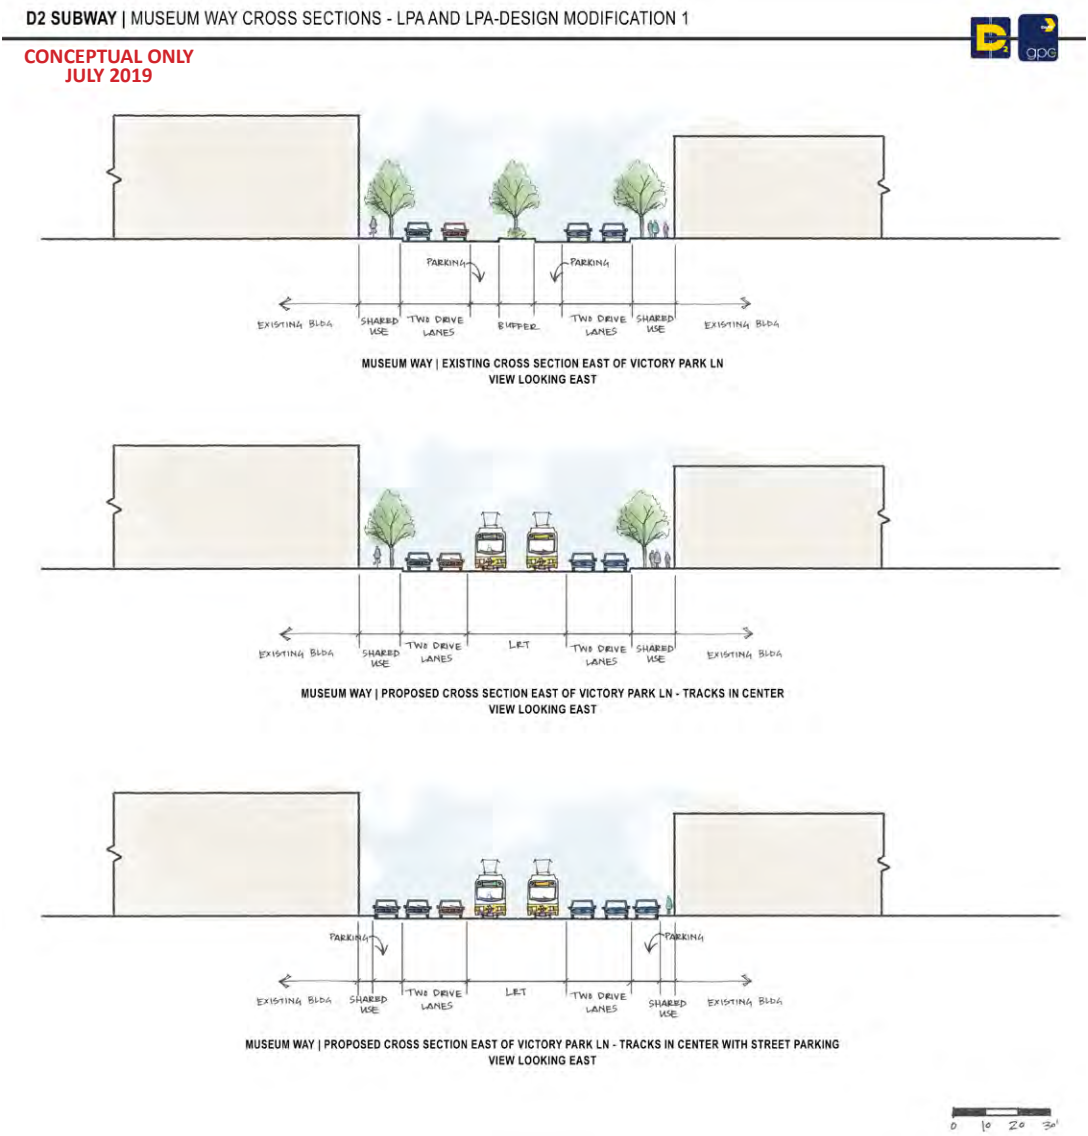 D2 SUBWAY | MUSEUM WAY CROSS SECTIONS - LPA AND LPA-DESIGN MODIFICATION 1
D2
gpc
CONCEPTUAL ONLY
JULY 2019
PARKING
PARKING
EXISTING BLDG
SHARED USE
TWO DRIVE LANES
BUFFER
TWO DRIVE LANES
SHARED USE
EXISTING BLDG
MUSEUM WAY | EXISTING CROSS SECTION EAST OF VICTORY PARK LN
VIEW LOOKING EAST
EXISTING BLDG
SHARED USE
TWO DRIVE LANES
LRT
TWO DRIVE LANES
SHARED USE
EXISTING BLDG
MUSEUM WAY | PROPOSED CROSS SECTION EAST OF VICTORY PARK LN - TRACKS IN CENTER
VIEW LOOKING EAST
PARKING
PARKING
EXISTING BLDG
SHARED USE
TWO DRIVE LANES
LRT
TWO DRIVE LANES
SHARED USE
EXISTING BLDG
MUSEUM WAY | PROPOSED CROSS SECTION EAST OF VICTORY PARK LN - TRACKS IN CENTER WITH STREET PARKING
VIEW LOOKING EAST
0 10 20 30'